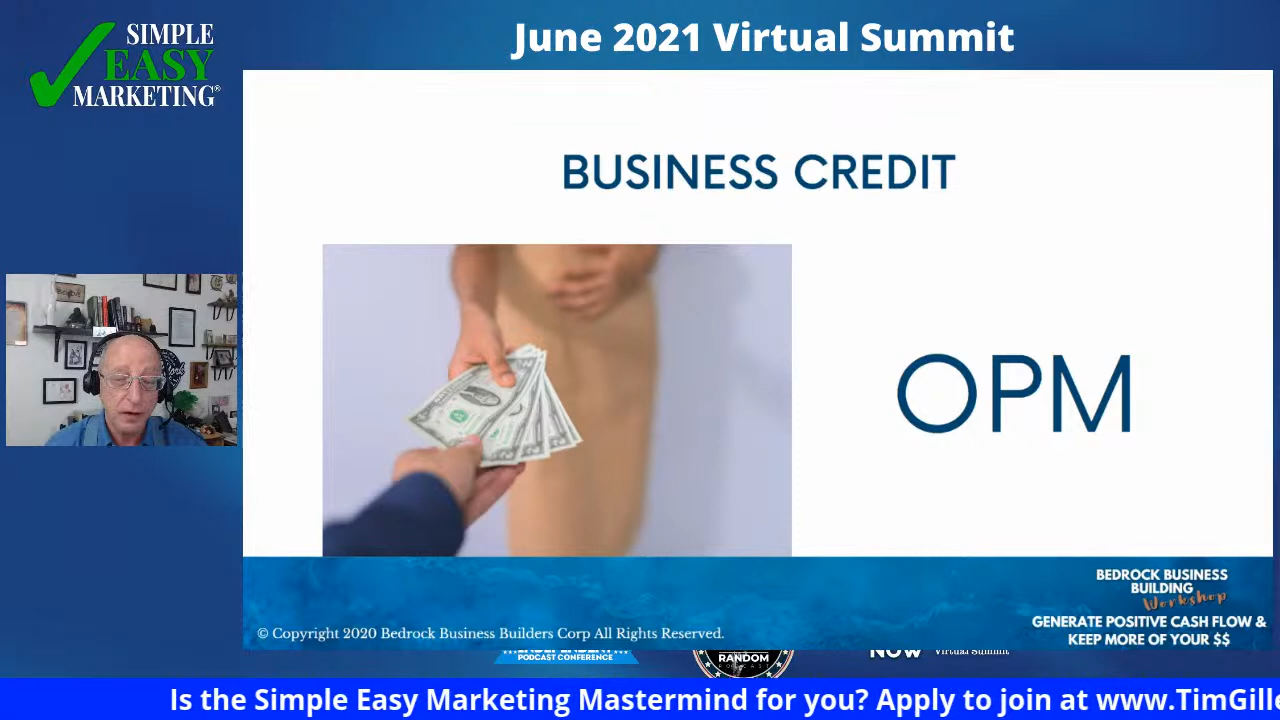 SIMPLE
EASY
MARKETING®
June 2021 Virtual Summit
BUSINESS CREDIT
OPM
BEDROCK BUSINESS
BUILDING
Workshop
GENERATE POSITIVE CASH FLOW &
KEEP MORE OF YOUR $$
© Copyright 2020 Bedrock Business Builders Corp All Rights Reserved.
INDEPENDENT
PODCAST CONFERENCE
RANDOM
PODCAST
NOW
Virtual Summit
Is the Simple Easy Marketing Mastermind for you? Apply to join at www.TimGille